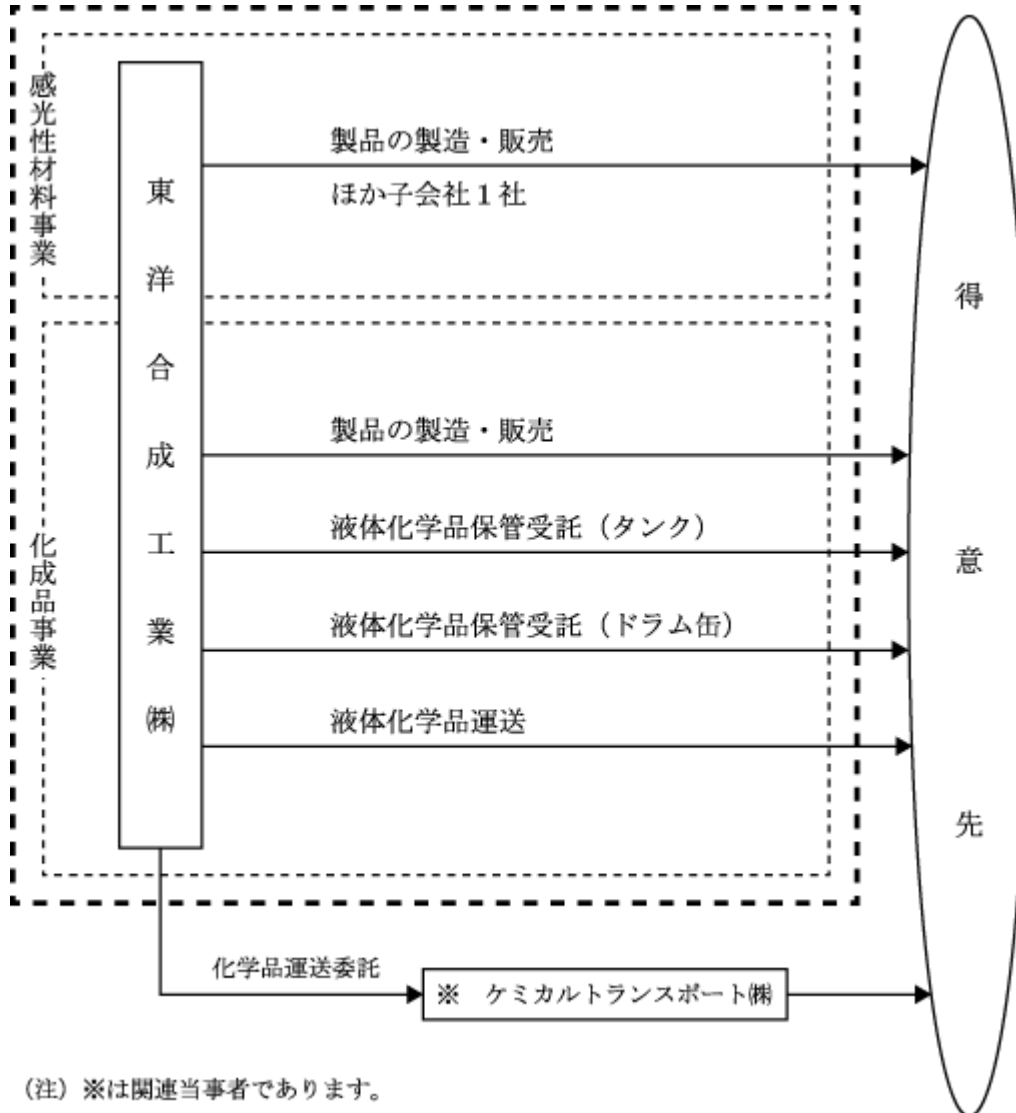 感光性材料事業
東洋合成工業㈱
製品の製造・販売
ほか子会社１社
得意先
化成品事業
製品の製造・販売
液体化学品保管受託（タンク）
液体化学品保管受託（ドラム缶）
液体化学品運送
化学品運送委託
※　ケミカルトランスポート㈱
（注）※は関連当事者であります。